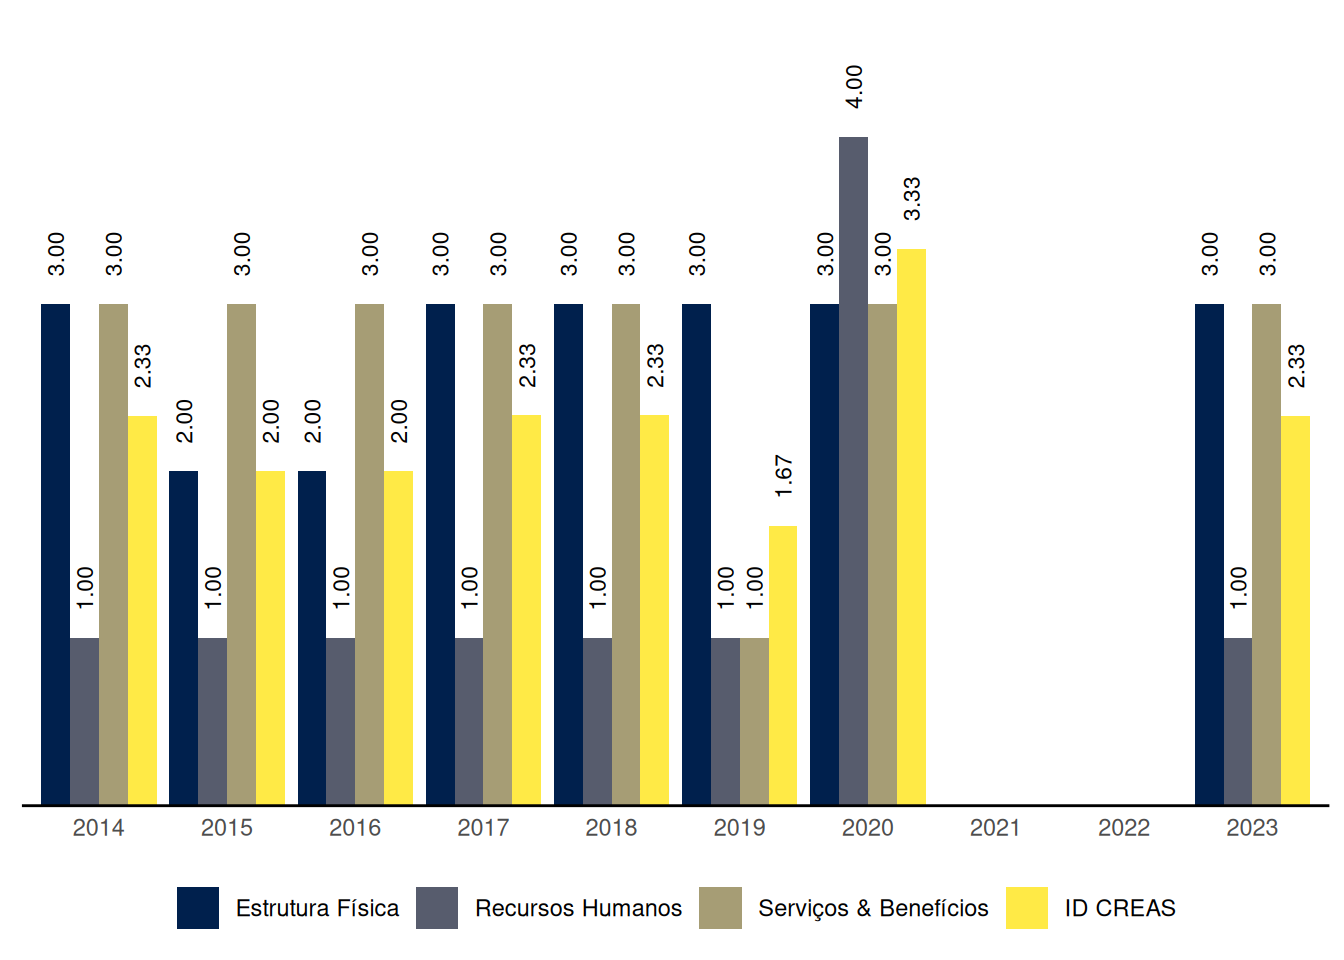 4.00
3.33
3.00 3.00 3.00 3.00 3.00 3.00 3.00 3.00 3.00 3.00 3.00 3.00 3.00
2.33 2.33 2.33 2.33
2.00 2.00 2.00 2.00
1.67
1.00 1.00 1.00 1.00 1.00 1.00 1.00 1.00
2014 2015 2016 2017 2018 2019 2020 2021 2022 2023
Estrutura Física Recursos Humanos Serviços & Benefícios ID CREAS